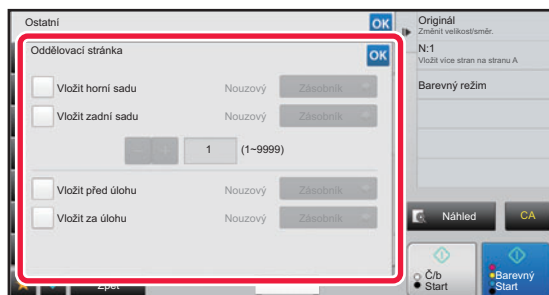 Ostatní
OK
Oddělovací stránka
OK
Vložit horní sadu
Nouzový
Zásobník
Vložit zadní sadu
Nouzový
Zásobník
1
(1~9999)
Vložit před úlohu
Nouzový
Zásobník
Vložit za úlohu
Nouzový
Zásobník
Zpět
Originál
Změnit velikost/směr.
N:1
Vložit více stran na stranu A
Barevný režim
Náhled
CA
Č/b
Start
Barevný
Start